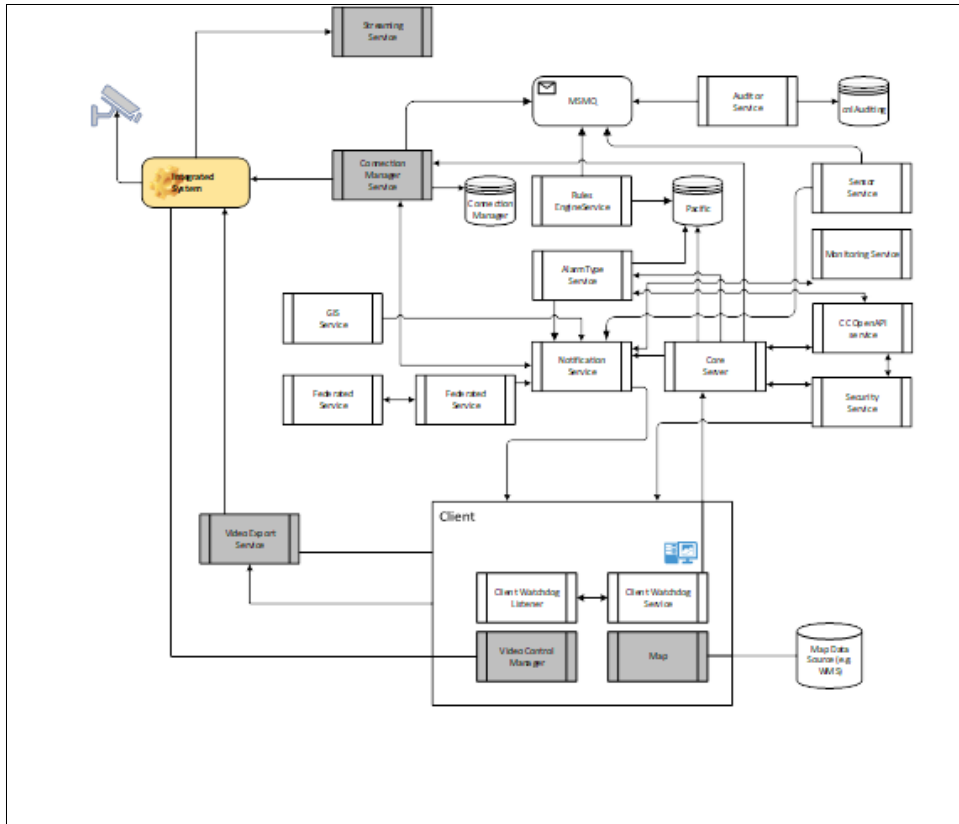 Streaming
Service
MSMQ
Auditor
Service
cnlAuditing
Integrated
System
Connection
Manager
Service
Connection
Manager
Rules
EngineService
Pacific
Sensor
Service
Monitoring Service
AlarmType
Service
GIS
Service
CCOpenAPI
service
Notification
Service
Core
Server
Federated
Service
Federated
Service
Security
Service
Client
Video Export
Service
Client Watchdog
Listener
Client Watchdog
Service
Video Control
Manager
Map
Map Data
Source (e.g
WMS)